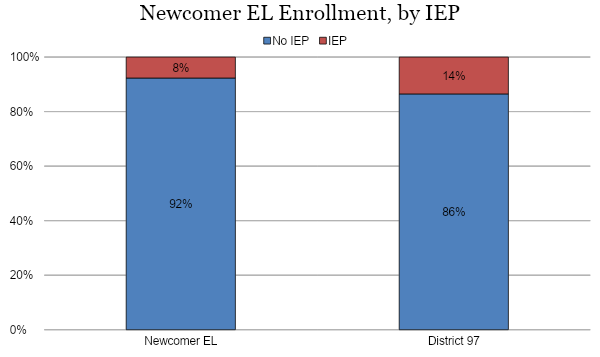 Newcomer EL Enrollment, by IEP
No IEP IEP
100%
80%
60%
40%
20%
0%
8%
14%
92%
86%
Newcomer EL
District 97